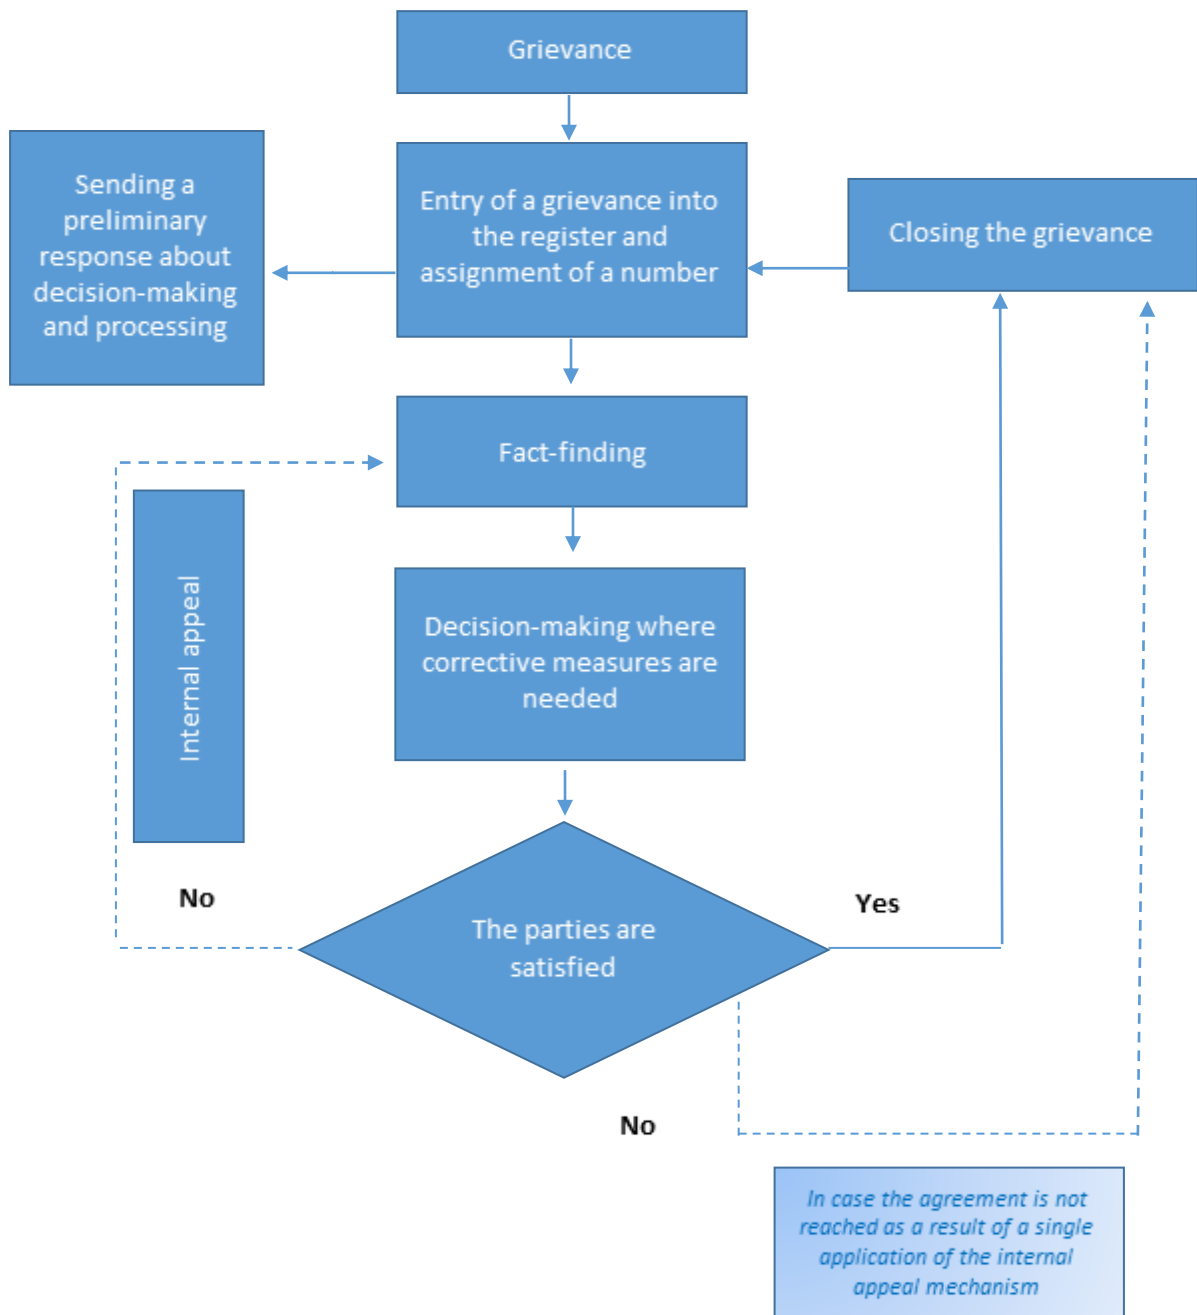 Grievance
Sending a
preliminary
response about
decision-making
and processing
Entry of a grievance into
the register and
assignment of a number
Closing the grievance
Fact-finding
Internal appeal
Decision-making where
corrective measures are
needed
No
Yes
The parties are
satisfied
No
In case the agreement is not
reached as a result of a single
application of the internal
appeal mechanism